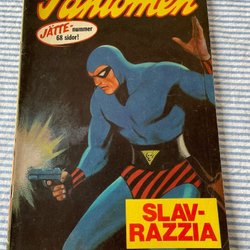 Fantomen
JÄTTE-nummer
68 sidor!
SLAV-
RAZZIA